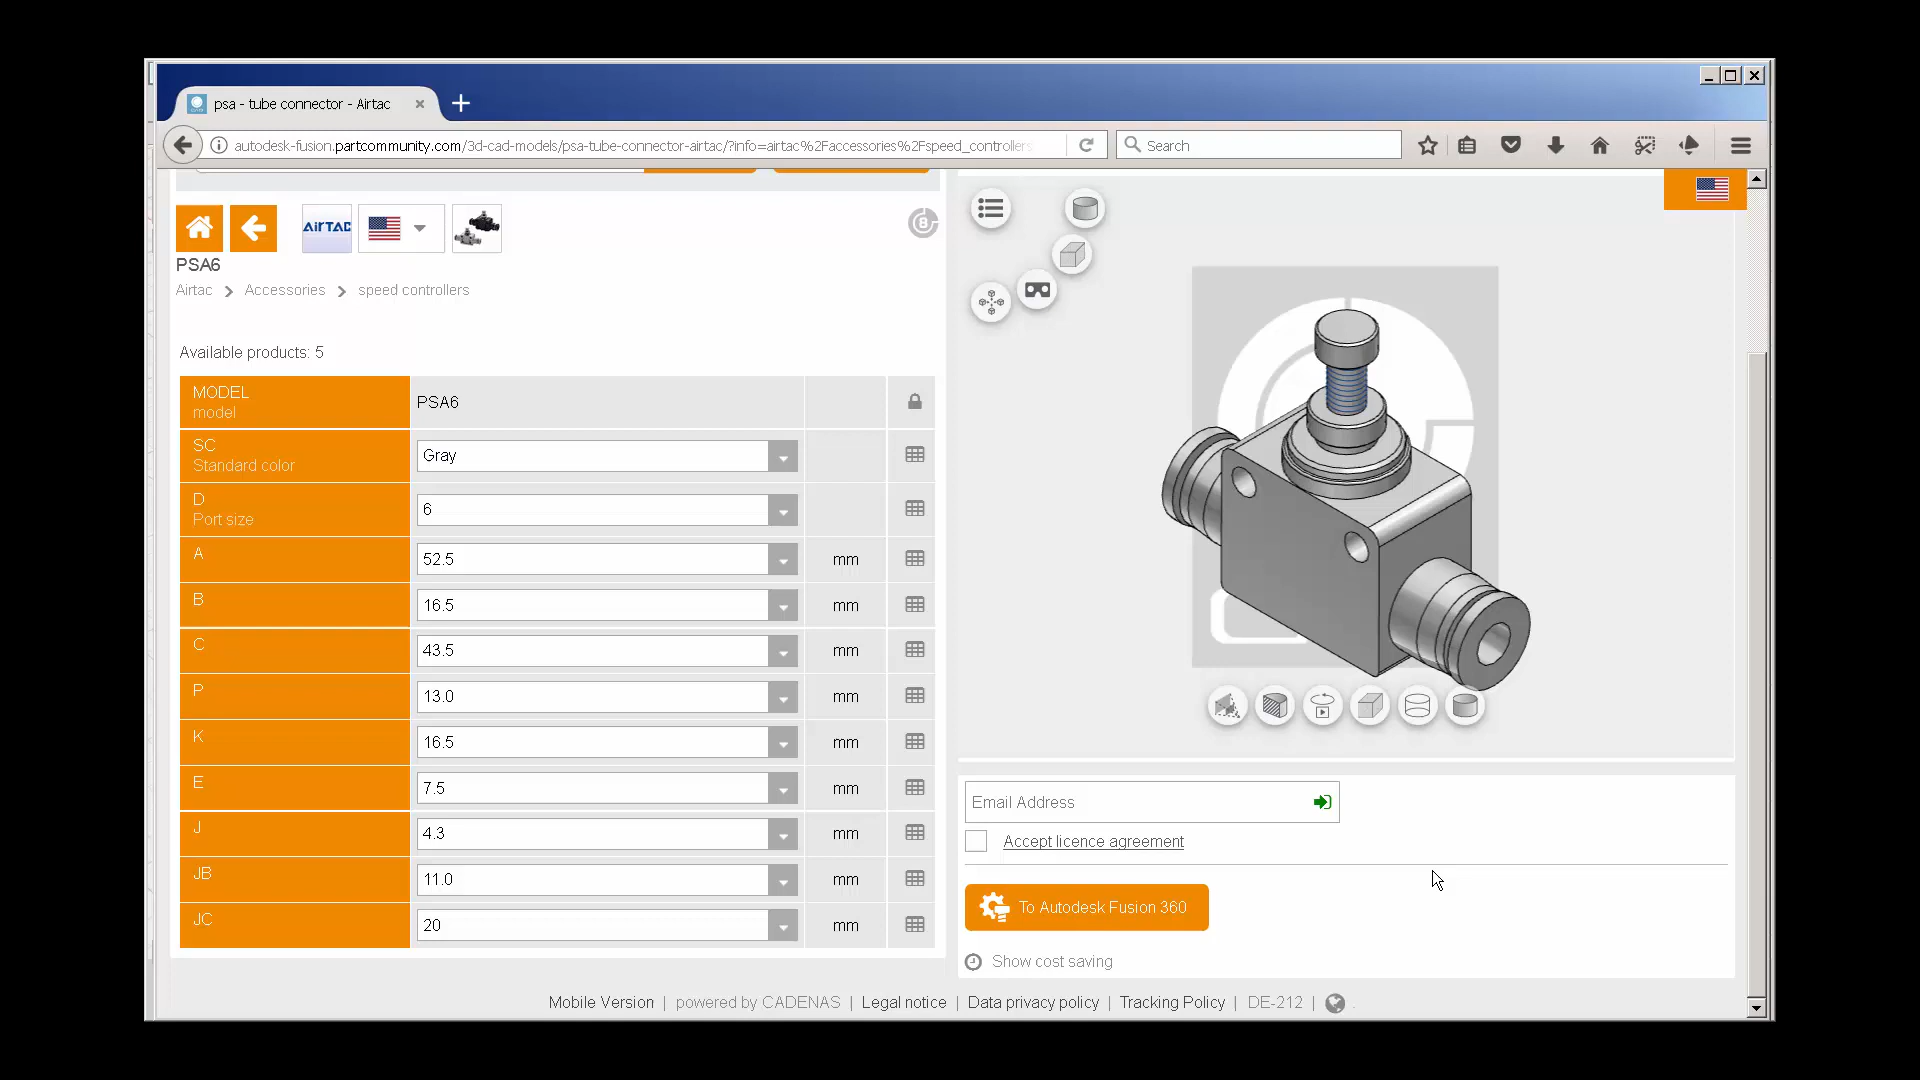 psa - tube connector - Airtac
autodesk-fusion.partcommunity.com/3d-cad-models/psa-tube-connector-airtac/?info=airtac%2Faccessories%2Fspeed_controllers
Search
AirTAC
PSA6
Airtac > Accessories > speed controllers
Available products: 5
MODEL
model
PSA6
SC
Standard color
Gray
D
Port size
6
A
52.5
mm
B
16.5
mm
C
43.5
mm
P
13.0
mm
K
16.5
mm
E
7.5
mm
J
4.3
mm
JB
11.0
mm
JC
20
mm
8
Email Address
Accept licence agreement
To Autodesk Fusion 360
Show cost saving
Mobile Version | powered by CADENAS | Legal notice | Data privacy policy | Tracking Policy | DE-212 |